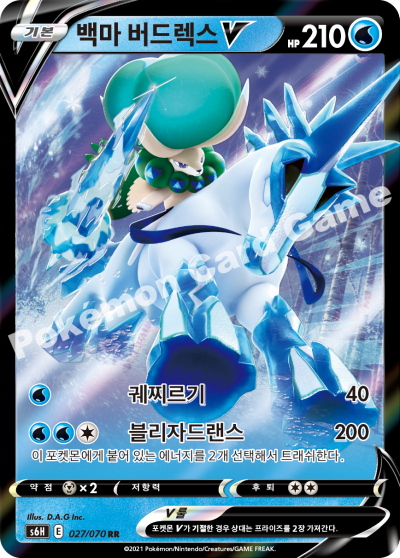 기본 백마 버드렉스 V HP 210
Pokémon Card Game
궤찌르기 40
블리자드랜스 200
이 포켓몬에게 붙어 있는 에너지를 2개 선택해서 트래쉬한다.
약점 ×2 저항력 후퇴
Illus. D.A.G Inc.
V룰
s6H E 027/070 RR
포켓몬 V가 기절한 경우 상대는 프라이즈를 2장 가져간다.
©2021 Pokémon/Nintendo/Creatures/GAME FREAK.